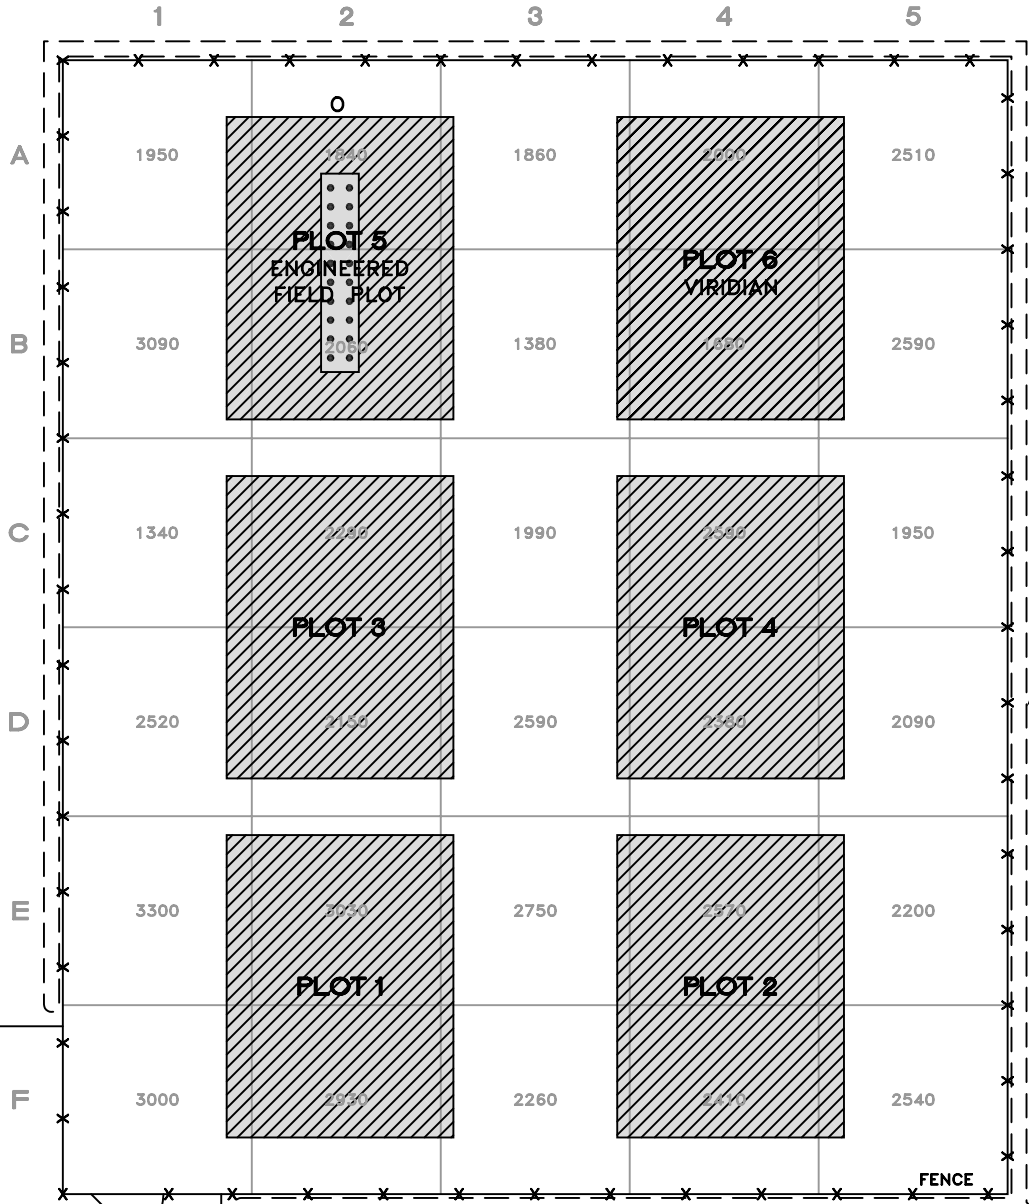 1 2 3 4 5
O
A 1950 1840 1860 2000 2510
PLOT 5
ENGINEERED
FIELD PLOT
PLOT 6
VIRIDIAN
B 3090 2060 1380 2590
C 1340 2290 1990 2590 1950
PLOT 3 PLOT 4
D 2520 2150 2590 2380 2090
E 3300 3030 2750 2570 2200
PLOT 1 PLOT 2
F 3000 2930 2260 2410 2540
FENCE